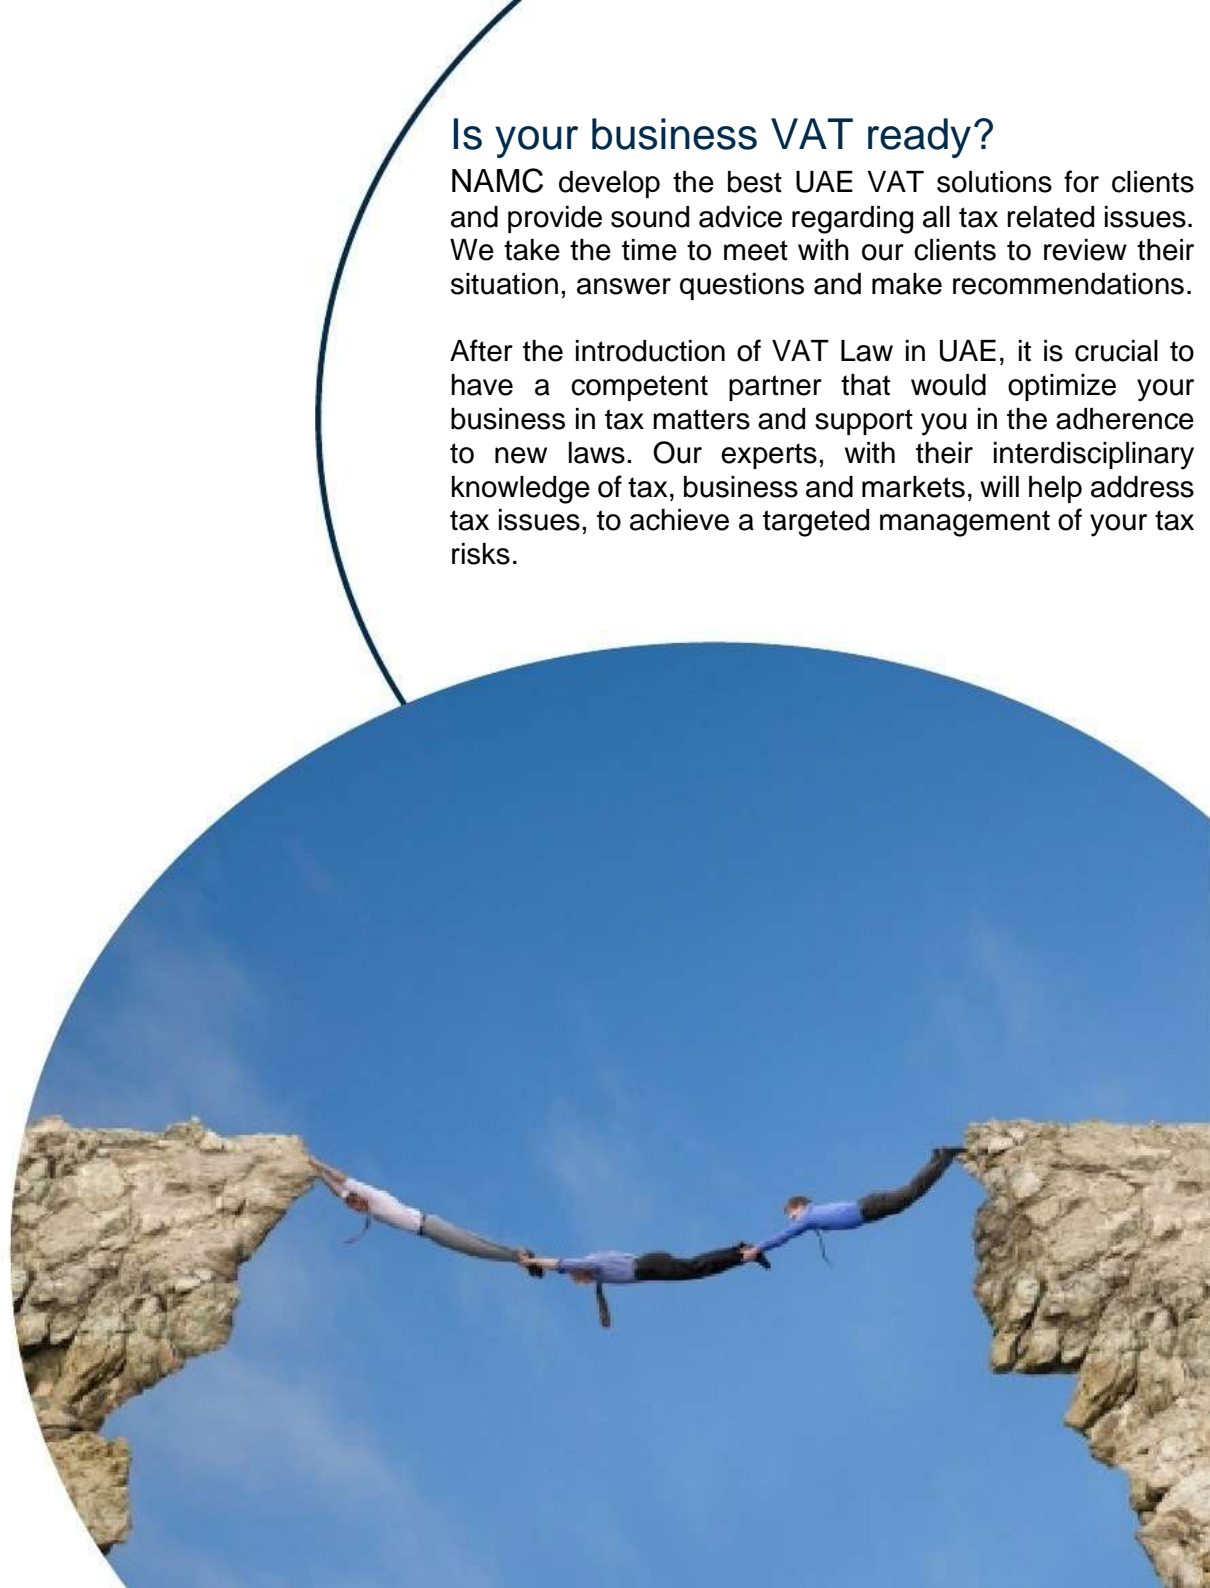 Is your business VAT ready?
NAMC develop the best UAE VAT solutions for clients
and provide sound advice regarding all tax related issues.
We take the time to meet with our clients to review their
situation, answer questions and make recommendations.
After the introduction of VAT Law in UAE, it is crucial to
have a competent partner that would optimize your
business in tax matters and support you in the adherence
to new laws. Our experts, with their interdisciplinary
knowledge of tax, business and markets, will help address
tax issues, to achieve a targeted management of your tax
risks.